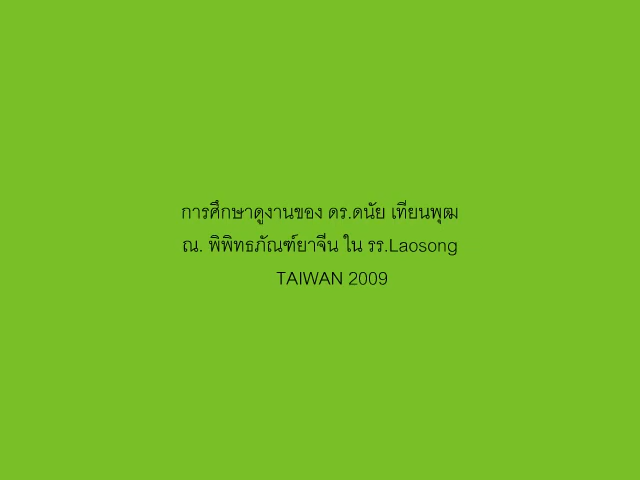 การศึกษาดูงานของ ดร.ดนัย เทียนพุฒ
ณ. พิพิทธภัณฑ์ยาจีน ใน รร.Laosong
TAIWAN 2009